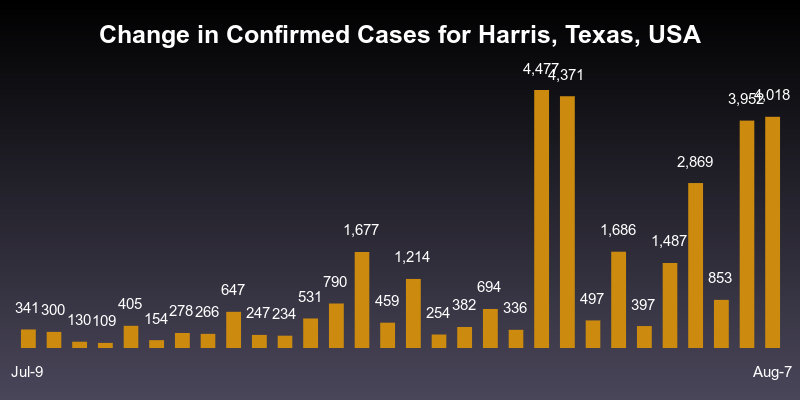 Change in Confirmed Cases for Harris, Texas, USA
341 300 130 109 405 154 278 266 647 247 234 531 790 1,677 459 1,214 254 382 694 336 4,477 4,371 497 1,686 397 1,487 2,869 853 3,952 4,018
Jul-9 Aug-7